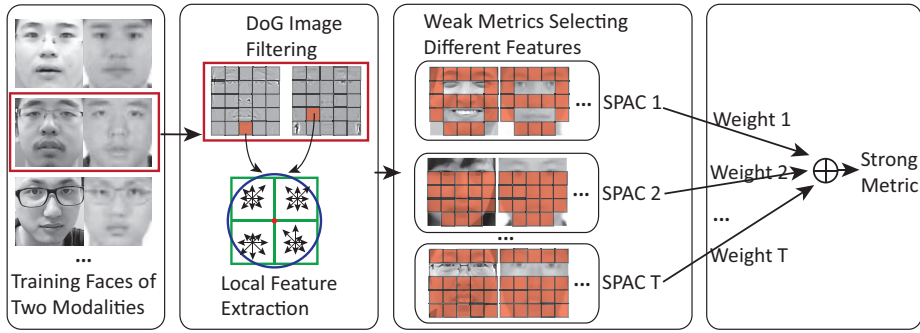 ...
Training Faces of
Two Modalities
DoG Image
Filtering
Local Feature
Extraction
Weak Metrics Selecting
Different Features
... SPAC 1
... SPAC 2
...
... SPAC T
Weight 1
Weight 2
...
Weight T
Strong
Metric